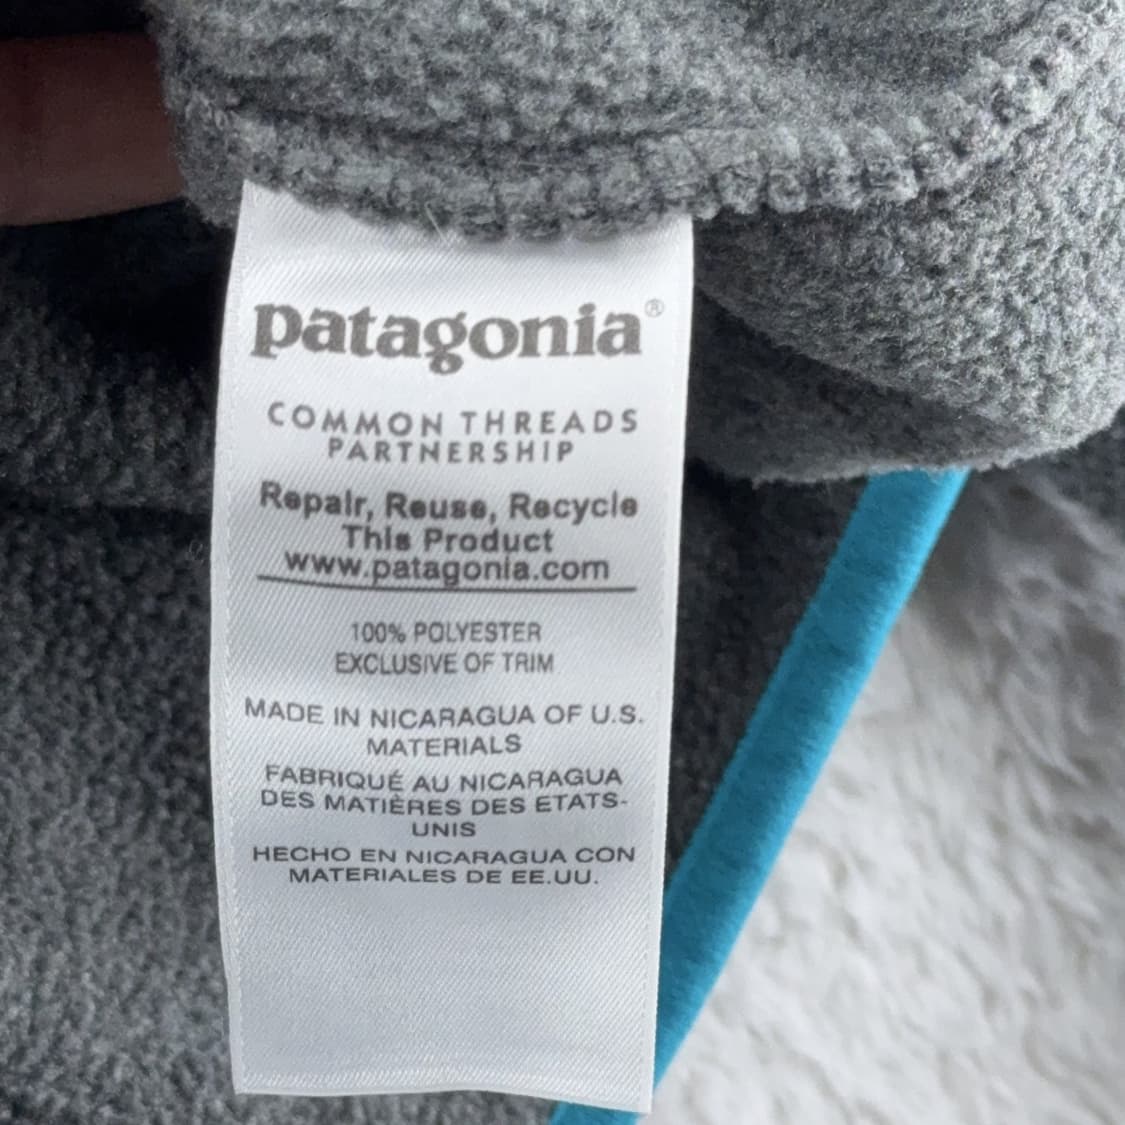 patagonia®
COMMON THREADS
PARTNERSHIP
Repair, Reuse, Recycle
This Product
www.patagonia.com
100% POLYESTER
EXCLUSIVE OF TRIM
MADE IN NICARAGUA OF U.S.
MATERIALS
FABRIQUÉ AU NICARAGUA
DES MATIÈRES DES ETATS-
UNIS
HECHO EN NICARAGUA CON
MATERIALES DE EE.UU.